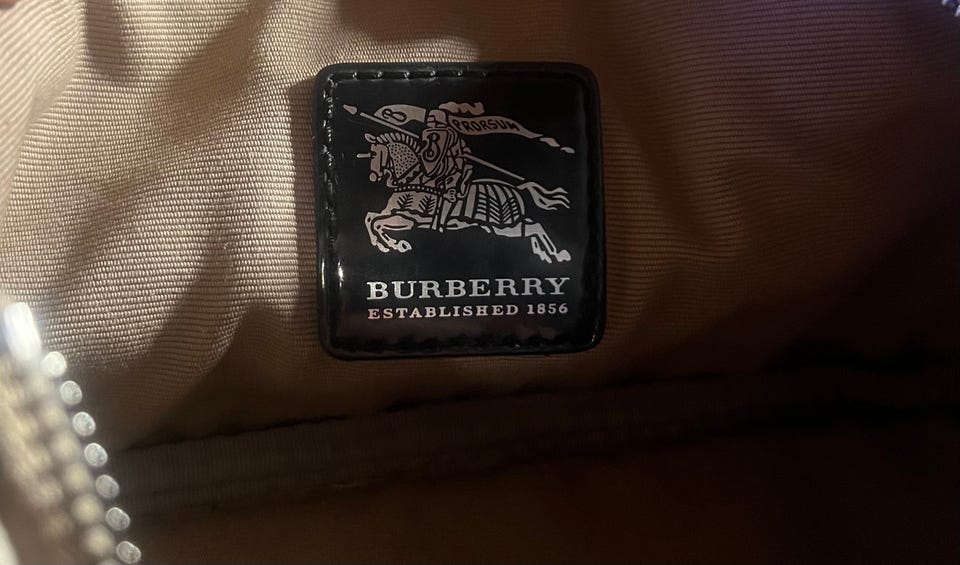 B PRORSUM
B
BURBERRY
ESTABLISHED 1856